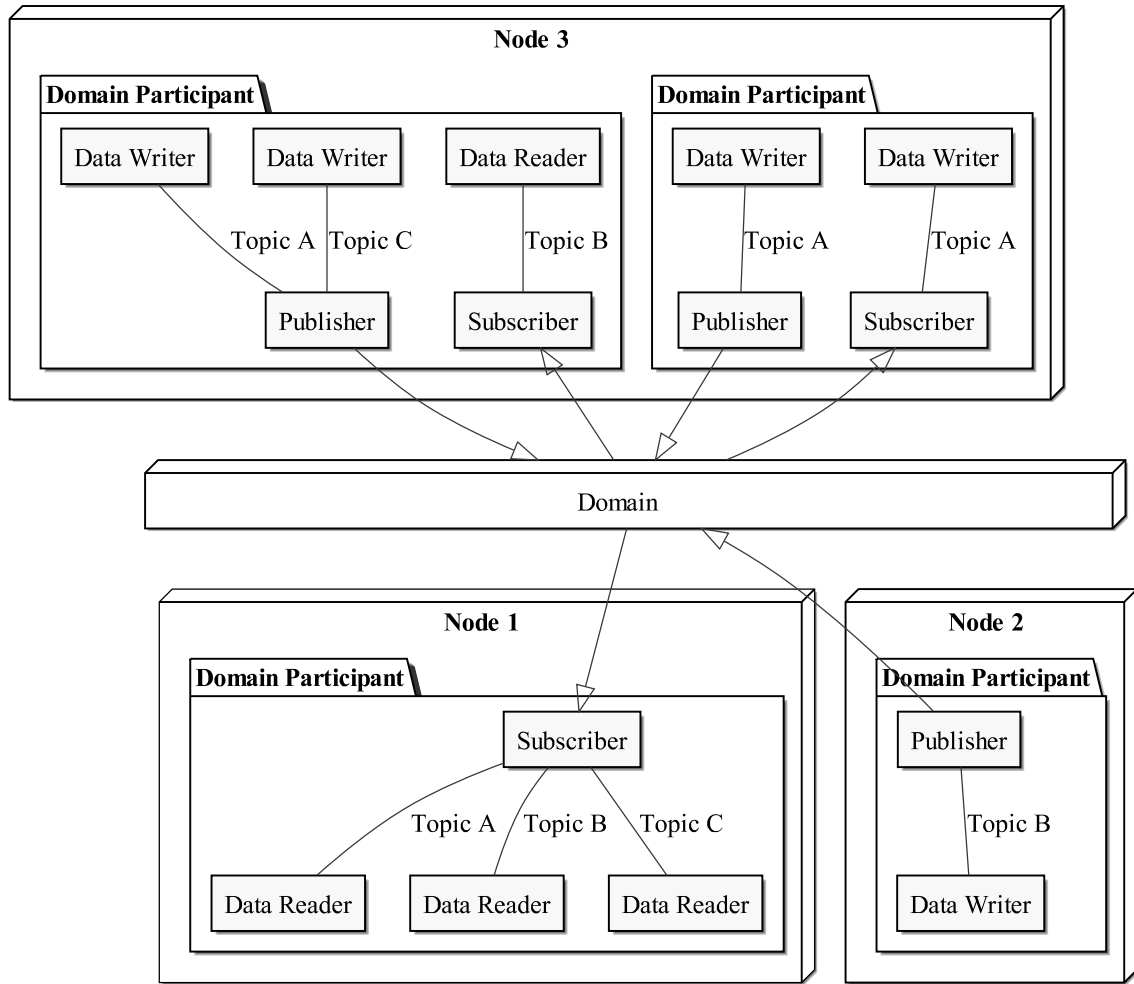 Node 3
Domain Participant
Domain Participant
Data Writer
Data Writer
Data Reader
Data Writer
Data Writer
Topic A
Topic C
Topic B
Topic A
Topic A
Publisher
Subscriber
Publisher
Subscriber
Domain
Node 1
Node 2
Domain Participant
Domain Participant
Subscriber
Publisher
Topic A
Topic B
Topic C
Topic B
Data Reader
Data Reader
Data Reader
Data Writer